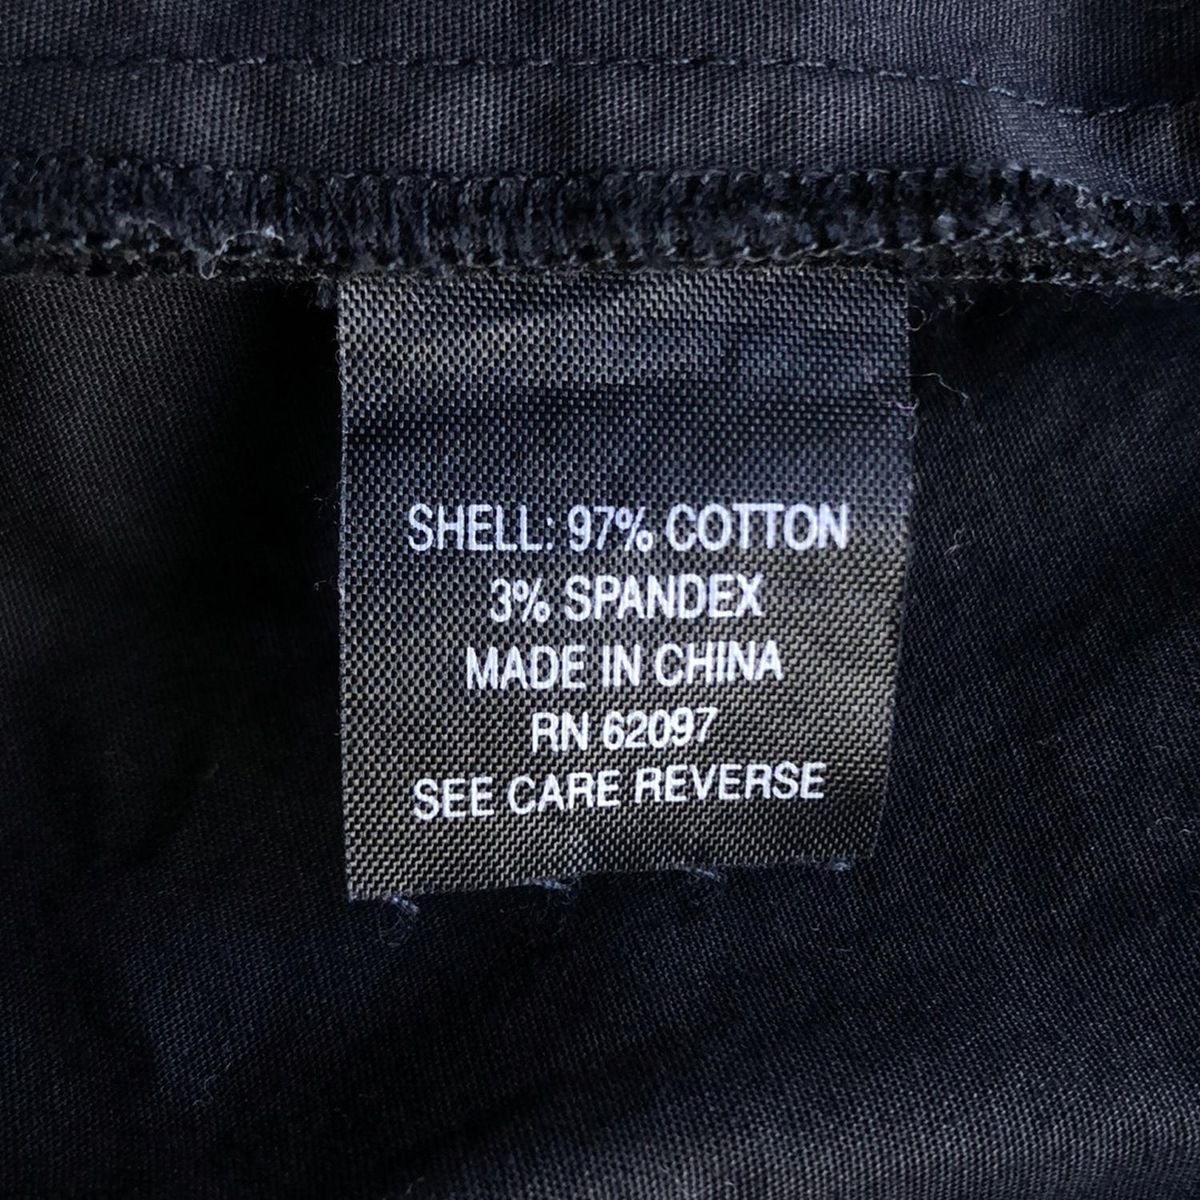 SHELL: 97% COTTON
3% SPANDEX
MADE IN CHINA
RN 62097
SEE CARE REVERSE